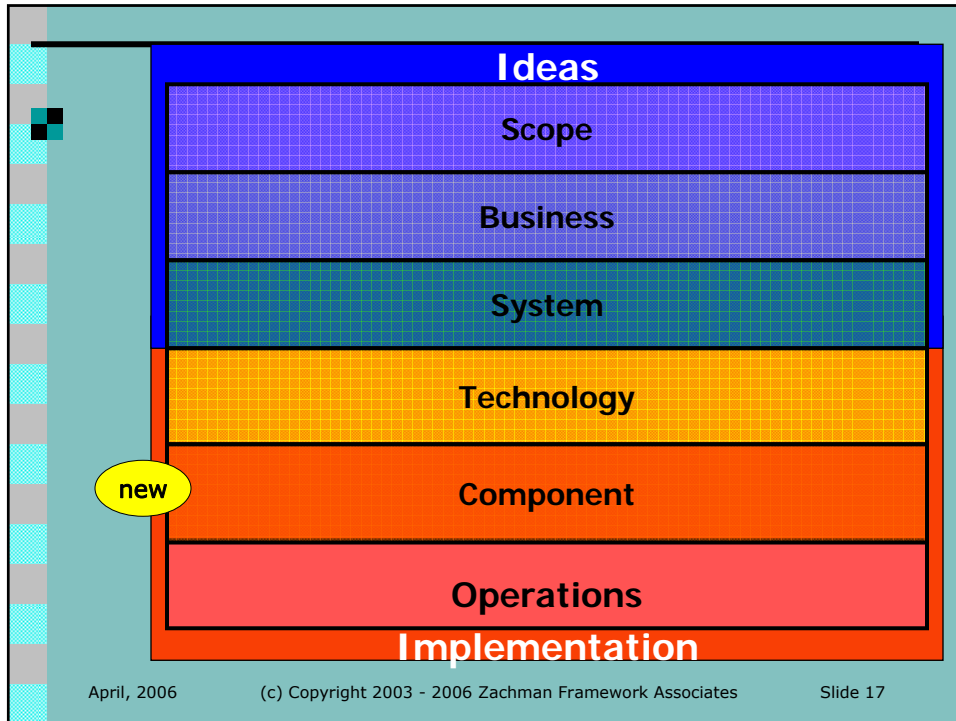 Ideas
Scope
Business
System
Technology
new
Component
Operations
Implementation
April, 2006 (c) Copyright 2003 - 2006 Zachman Framework Associates Slide 17